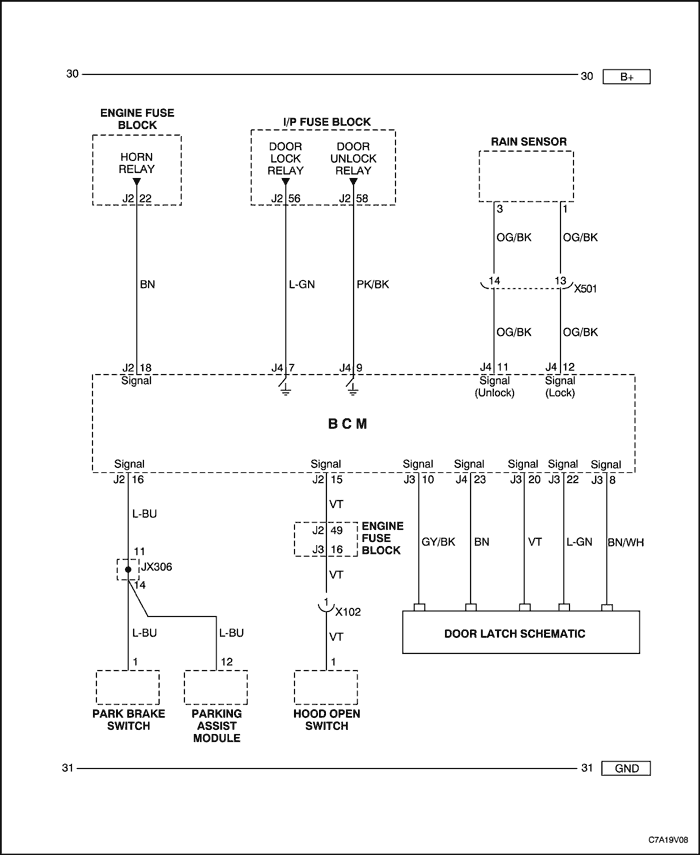 30
30 B+
ENGINE FUSE
BLOCK
I/P FUSE BLOCK
RAIN SENSOR
HORN
RELAY
DOOR
LOCK
RELAY
DOOR
UNLOCK
RELAY
J2 22
J2 56
J2 58
3
1
OG/BK
OG/BK
BN
L-GN
PK/BK
14
13
X501
OG/BK
OG/BK
J2 18
J4 7
J4 9
J4 11
J4 12
Signal
Signal
(Unlock)
Signal
(Lock)
BCM
Signal
Signal
Signal
Signal
Signal
Signal
Signal
J2 16
J2 15
J3 10
J4 23
J3 20
J3 22
J3 8
L-BU
VT
J2 49
J3 16
ENGINE
FUSE
BLOCK
GY/BK
BN
VT
L-GN
BN/WH
11
JX306
14
VT
1
X102
L-BU
L-BU
VT
DOOR LATCH SCHEMATIC
1
12
1
PARK BRAKE
SWITCH
PARKING
ASSIST
MODULE
HOOD OPEN
SWITCH
31
31 GND
C7A19V08